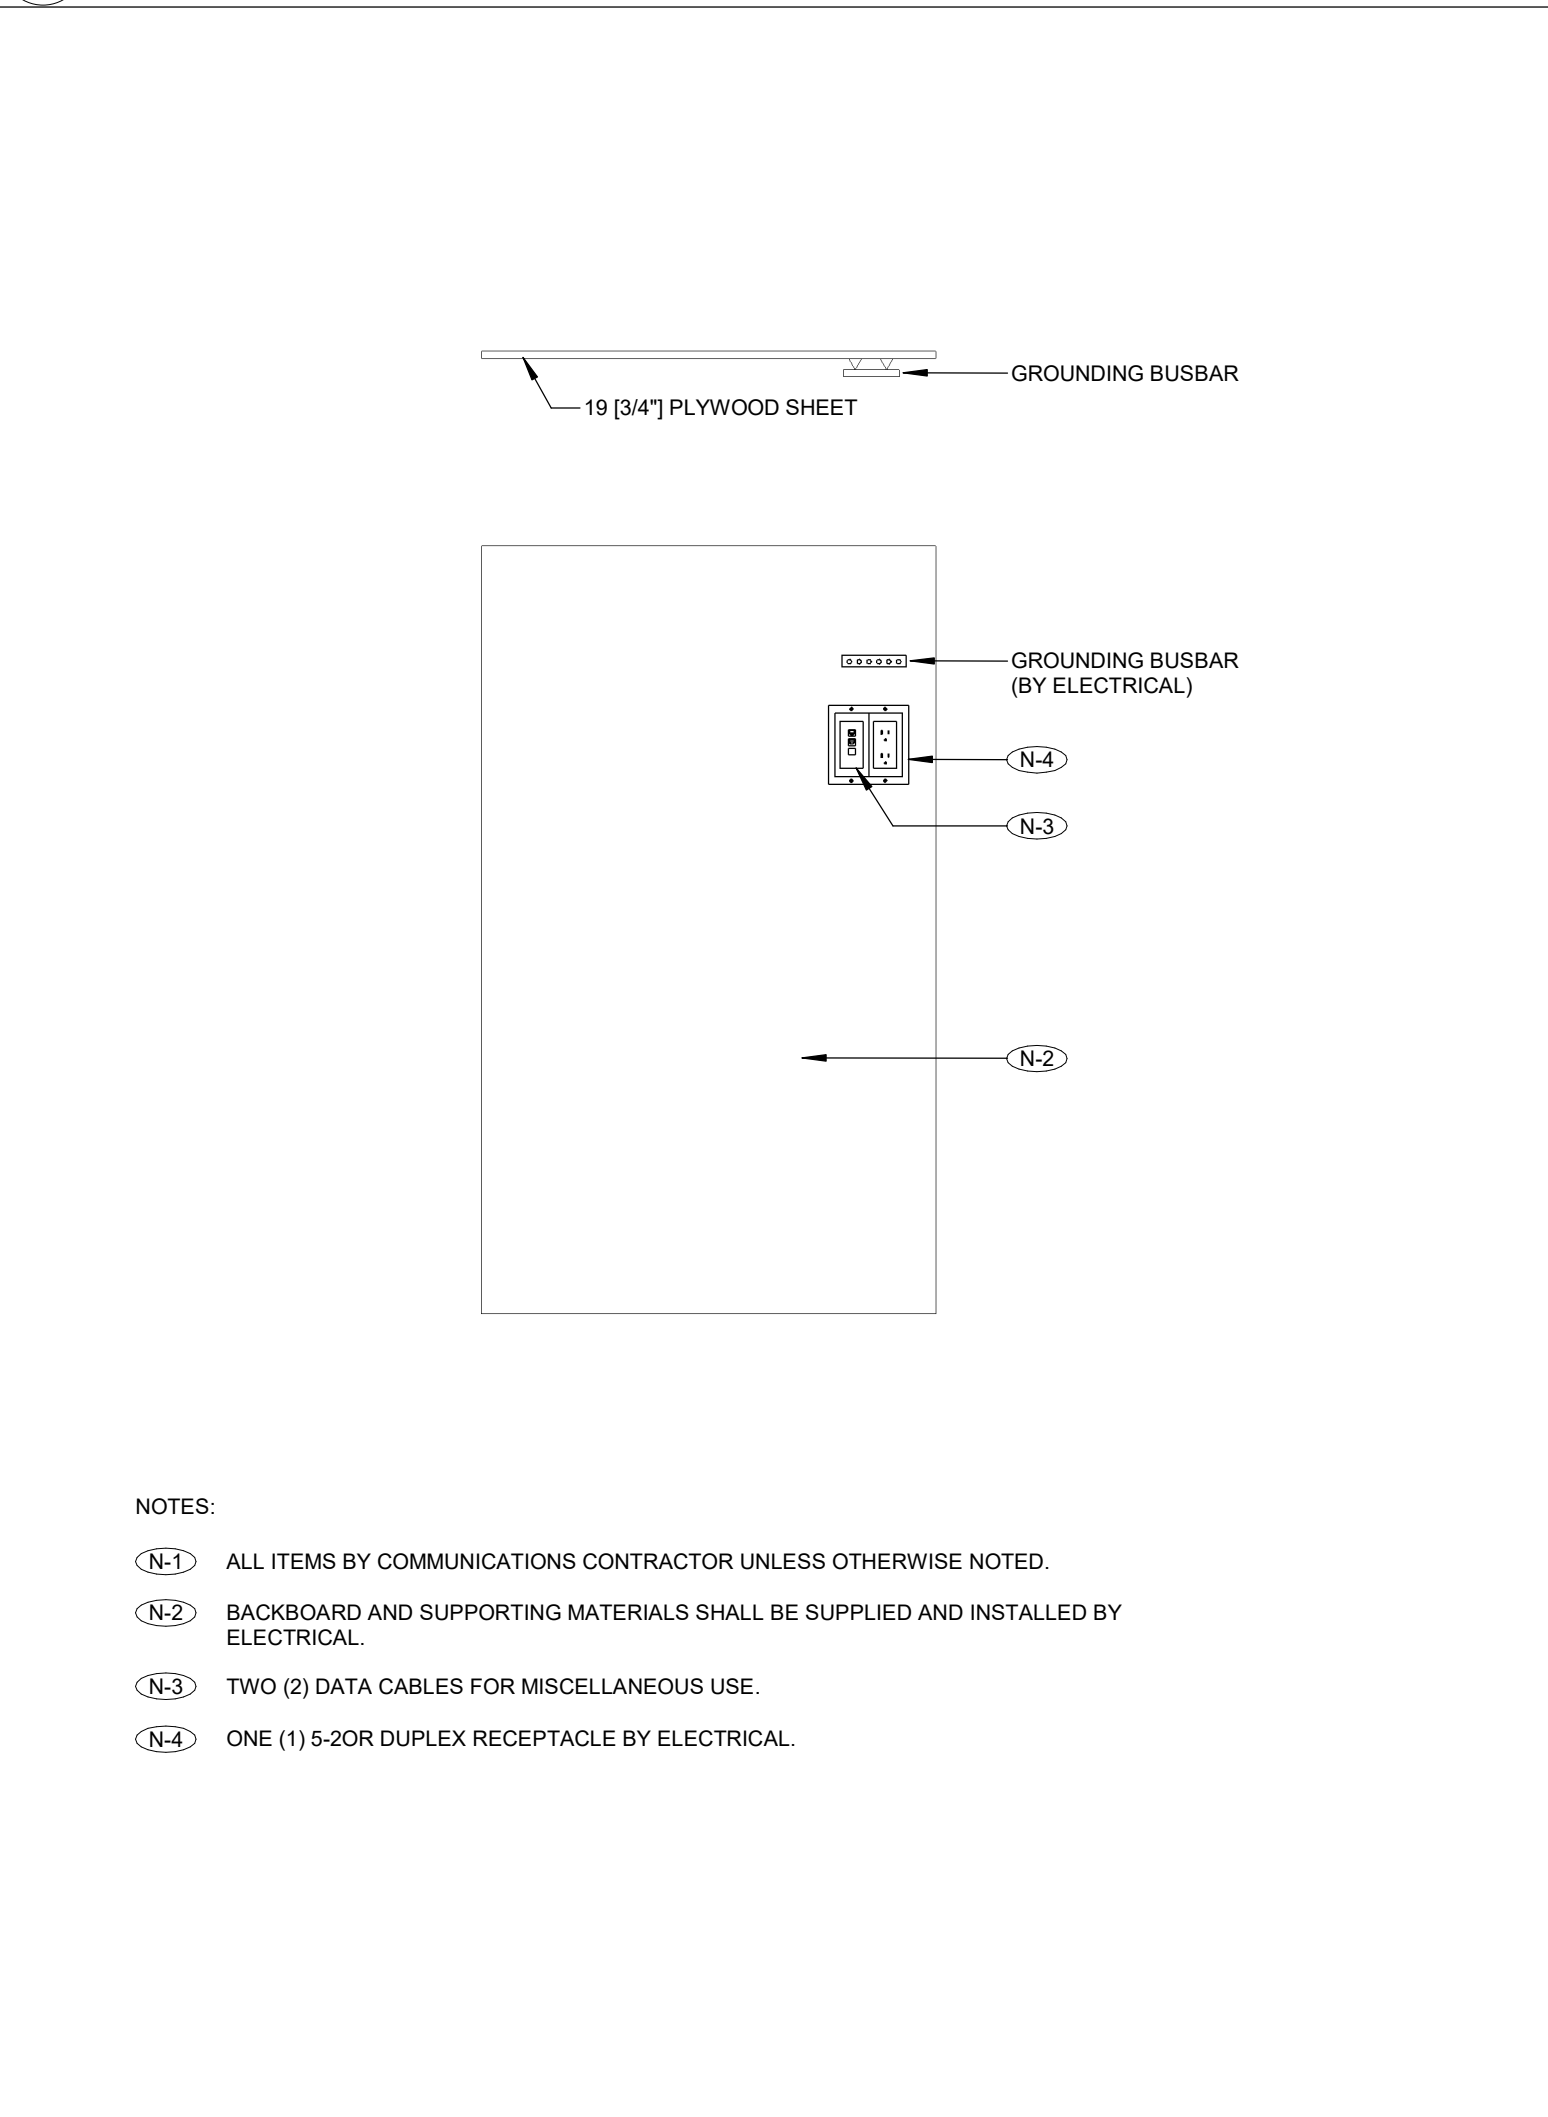 GROUNDING BUSBAR
19 [3/4"] PLYWOOD SHEET
GROUNDING BUSBAR
(BY ELECTRICAL)
N-4
N-3
N-2
NOTES:
N-1 ALL ITEMS BY COMMUNICATIONS CONTRACTOR UNLESS OTHERWISE NOTED.
N-2 BACKBOARD AND SUPPORTING MATERIALS SHALL BE SUPPLIED AND INSTALLED BY
ELECTRICAL.
N-3 TWO (2) DATA CABLES FOR MISCELLANEOUS USE.
N-4 ONE (1) 5-2OR DUPLEX RECEPTACLE BY ELECTRICAL.